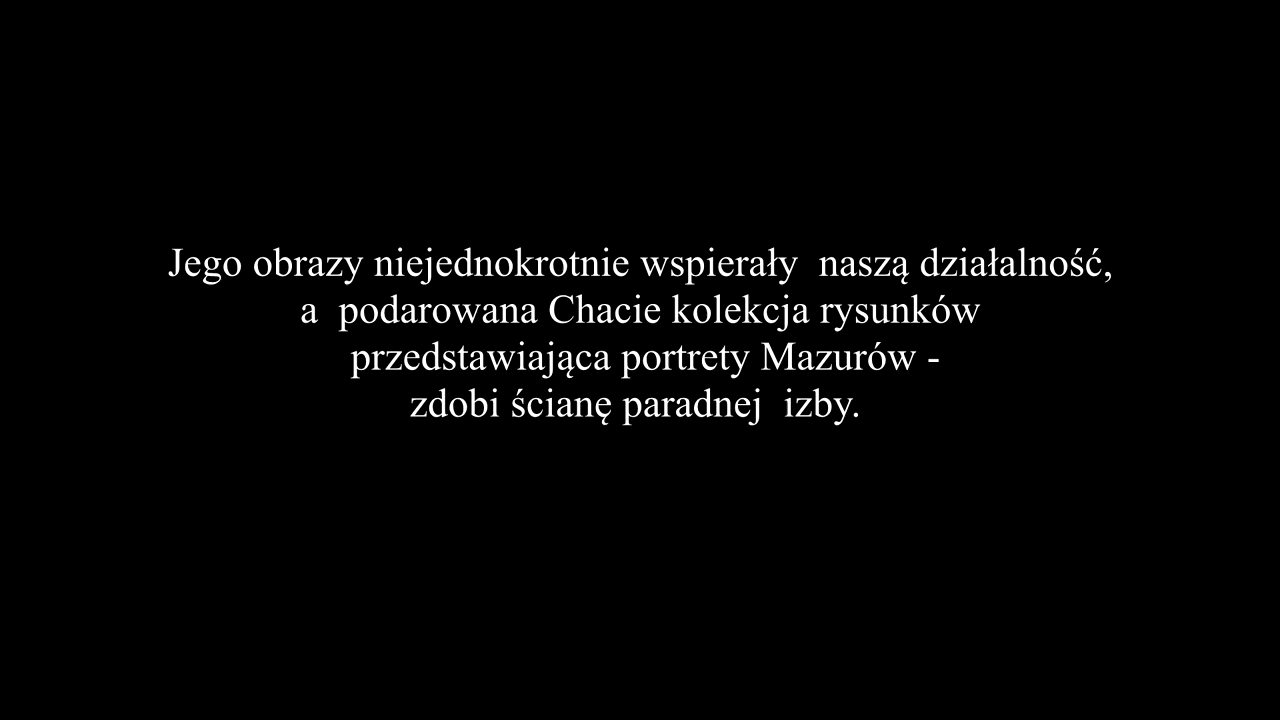 Jego obrazy niejednokrotnie wspierały  naszą działalność,
a  podarowana Chacie kolekcja rysunków
przedstawiająca portrety Mazurów -
zdobi ścianę paradnej  izby.